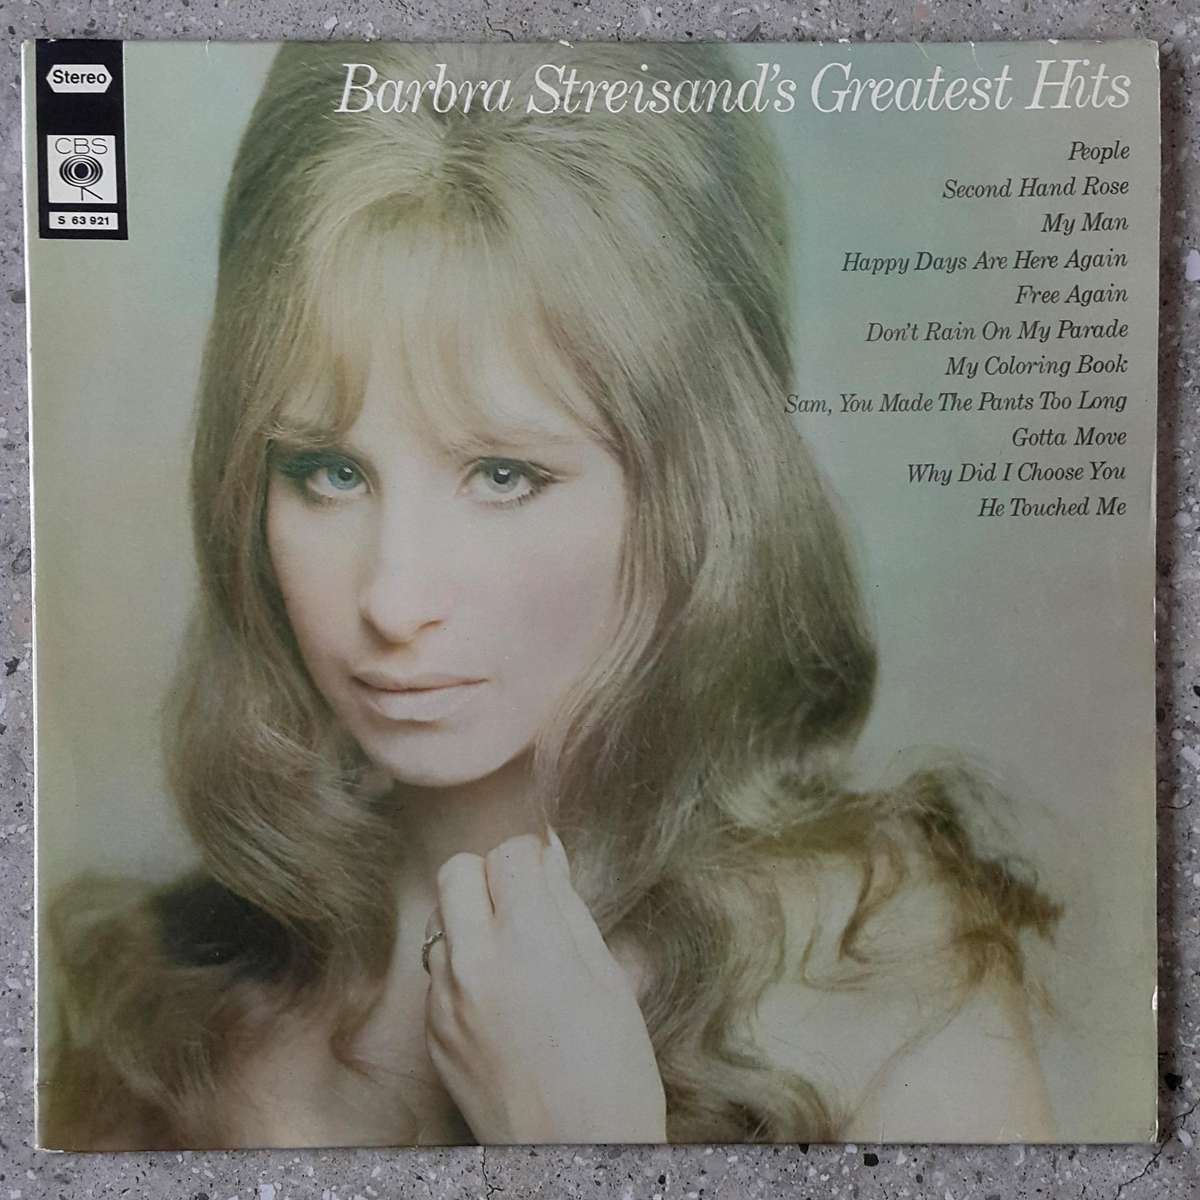 Stereo
CBS
S 63 921
Barbra Streisand's Greatest Hits
People
Second Hand Rose
My Man
Happy Days Are Here Again
Free Again
Don't Rain On My Parade
My Coloring Book
Sam, You Made The Pants Too Long
Gotta Move
Why Did I Choose You
He Touched Me